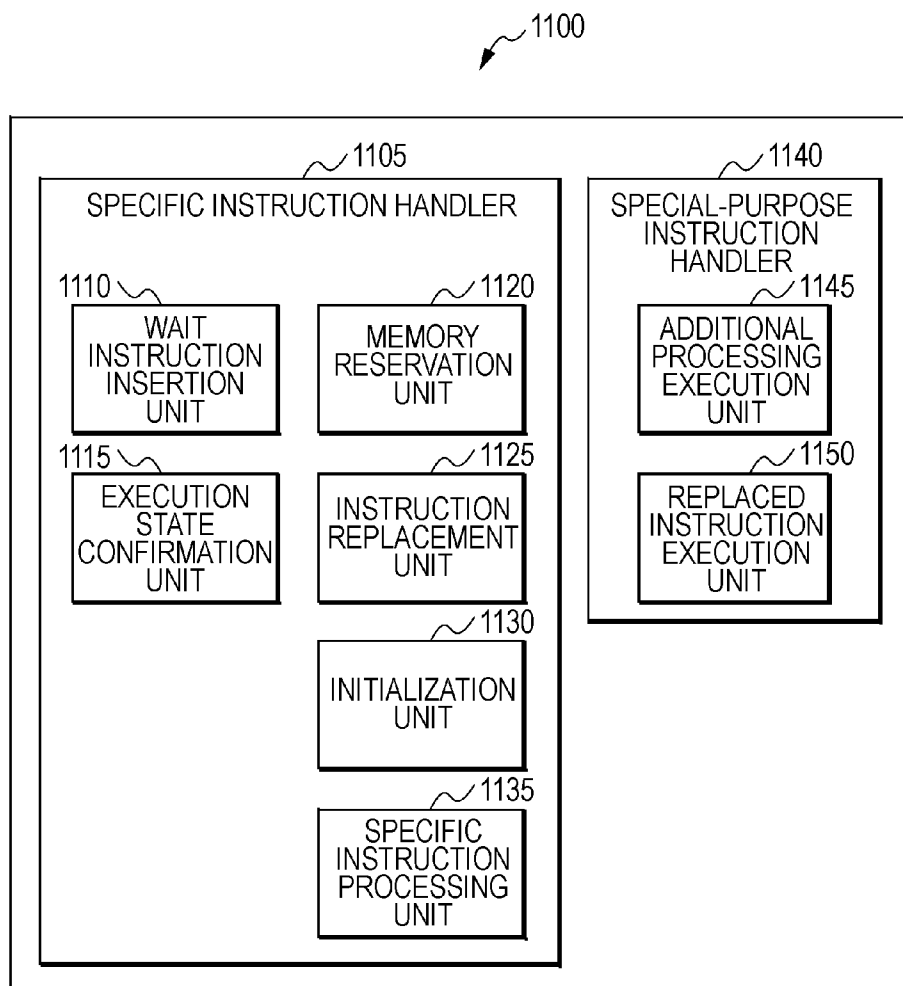 1100
1105
SPECIFIC INSTRUCTION HANDLER
1110
WAIT
INSTRUCTION
INSERTION
UNIT
1120
MEMORY
RESERVATION
UNIT
1115
EXECUTION
STATE
CONFIRMATION
UNIT
1125
INSTRUCTION
REPLACEMENT
UNIT
1130
INITIALIZATION
UNIT
1135
SPECIFIC
INSTRUCTION
PROCESSING
UNIT
1140
SPECIAL-PURPOSE
INSTRUCTION
HANDLER
1145
ADDITIONAL
PROCESSING
EXECUTION
UNIT
1150
REPLACED
INSTRUCTION
EXECUTION
UNIT